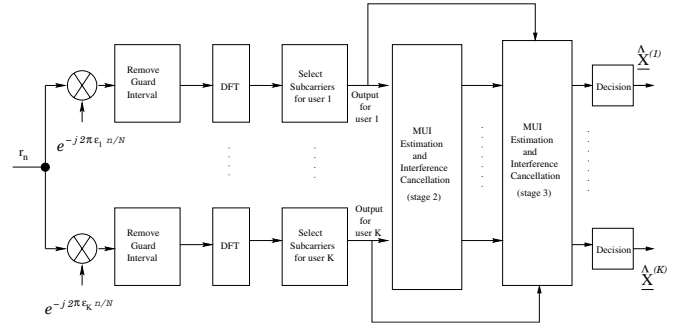 Remove
Guard
Interval
DFT
Select
Subcarriers
for user 1
Output
for
user 1
MUI
Estimation
and
Interference
Cancellation
(stage 2)
MUI
Estimation
and
Interference
Cancellation
(stage 3)
Decision
X̂^(1)
e^{-j2πε_1 n/N}
r_n
Remove
Guard
Interval
DFT
Select
Subcarriers
for user K
Output
for
user K
Decision
X̂^(K)
e^{-j2πε_K n/N}